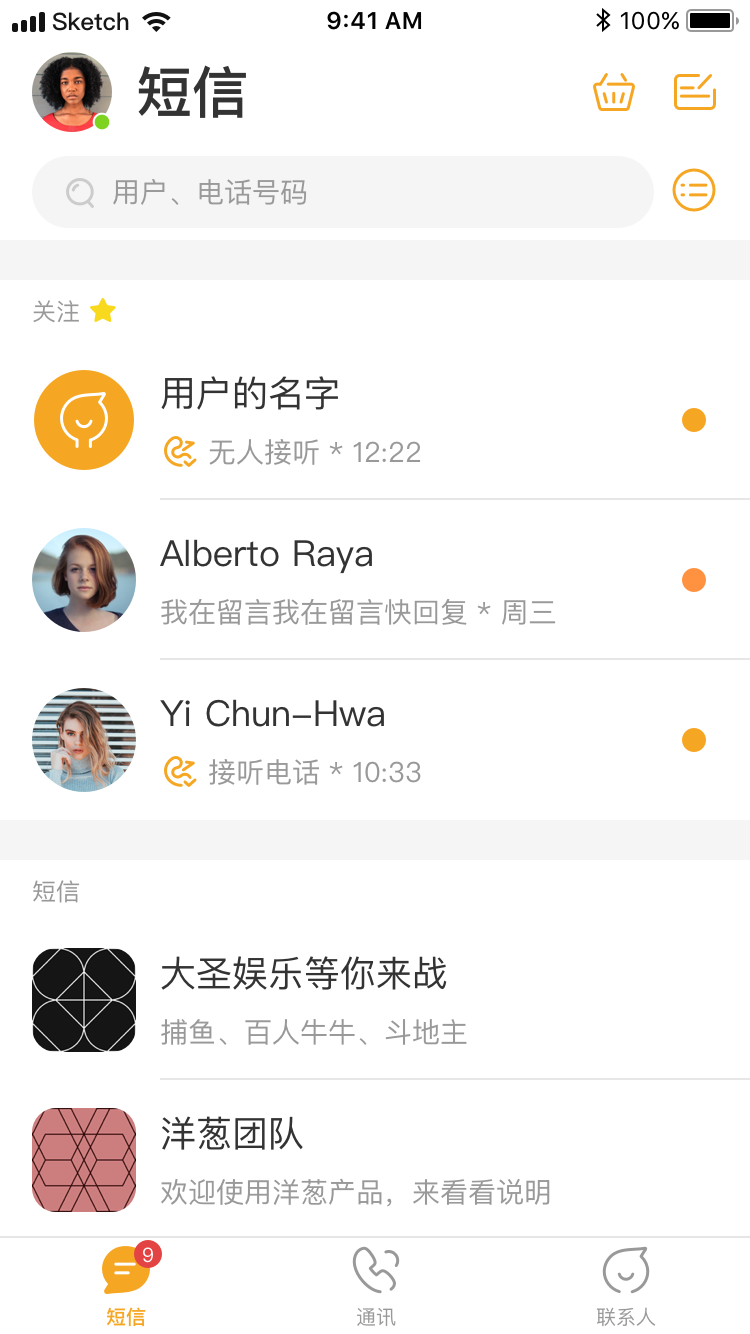 Sketch 9:41 AM 100%
短信
用户、电话号码
关注
用户的名字
无人接听 * 12:22
Alberto Raya
我在留言我在留言快回复 * 周三
Yi Chun-Hwa
接听电话 * 10:33
短信
大圣娱乐等你来战
捕鱼、百人牛牛、斗地主
洋葱团队
欢迎使用洋葱产品，来看看说明
9
短信 通讯 联系人